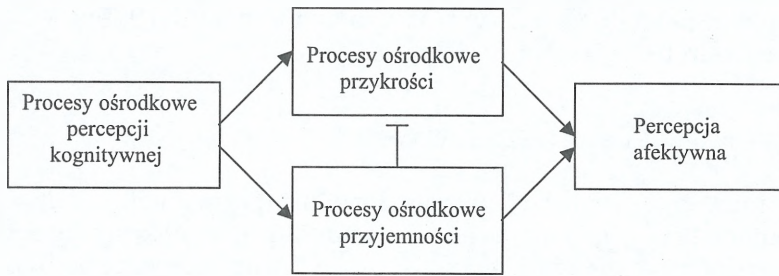 Procesy ośrodkowe
przykrości
Procesy ośrodkowe
percepcji
kognitywnej
Percepcja
afektywna
Procesy ośrodkowe
przyjemności